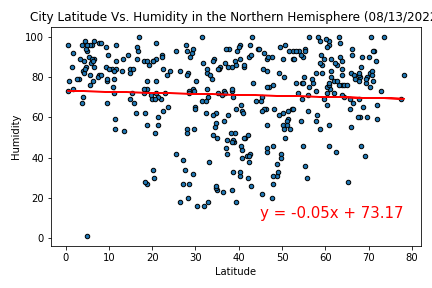 City Latitude Vs. Humidity in the Northern Hemisphere (08/13/202
100
80
60
40
20
0
Humidity
y = -0.05x + 73.17
0 10 20 30 40 50 60 70 80
Latitude